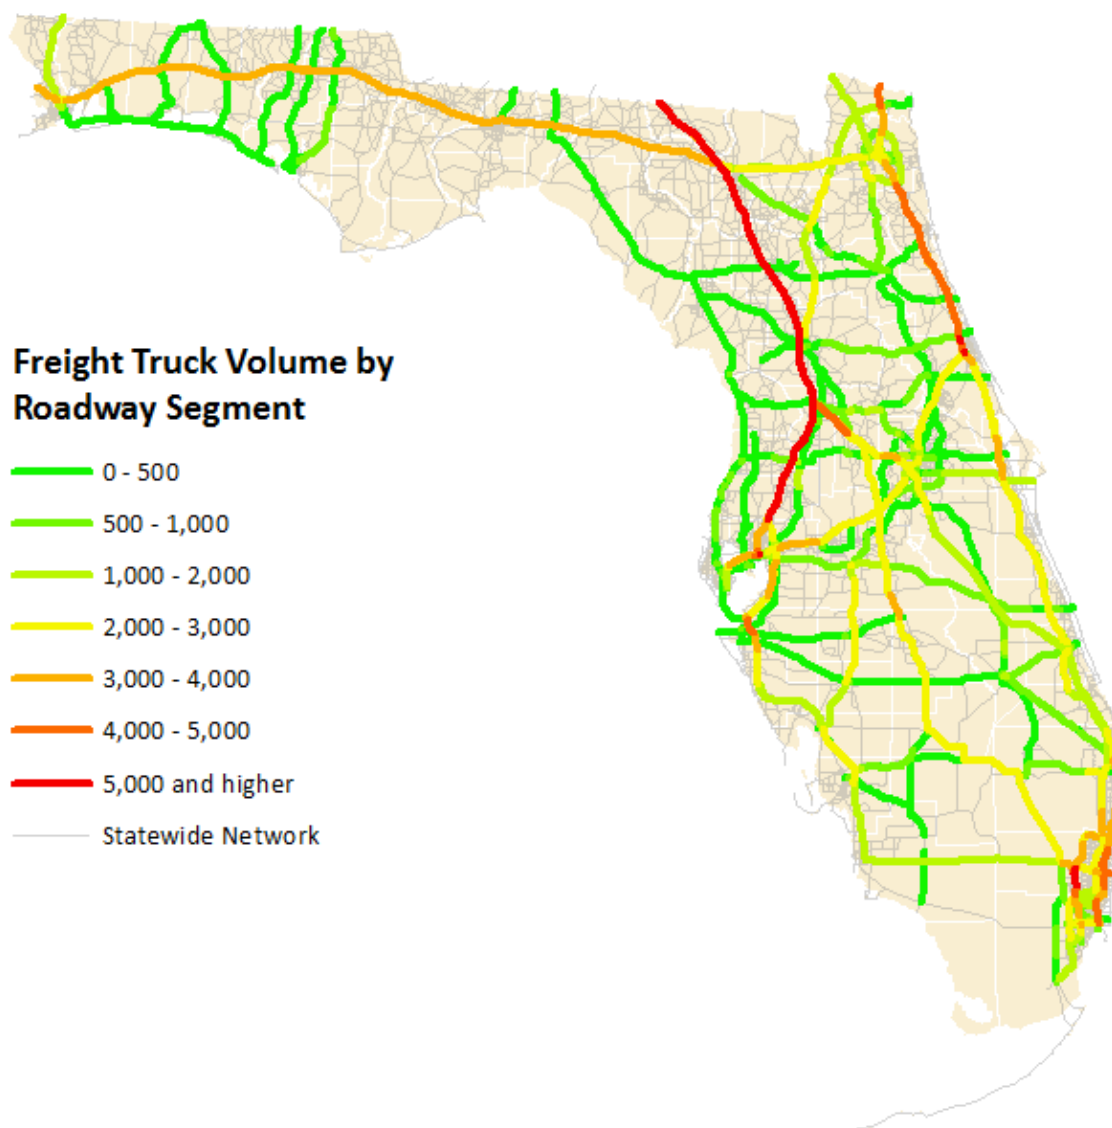 Freight Truck Volume by
Roadway Segment
0 - 500
500 - 1,000
1,000 - 2,000
2,000 - 3,000
3,000 - 4,000
4,000 - 5,000
5,000 and higher
Statewide Network